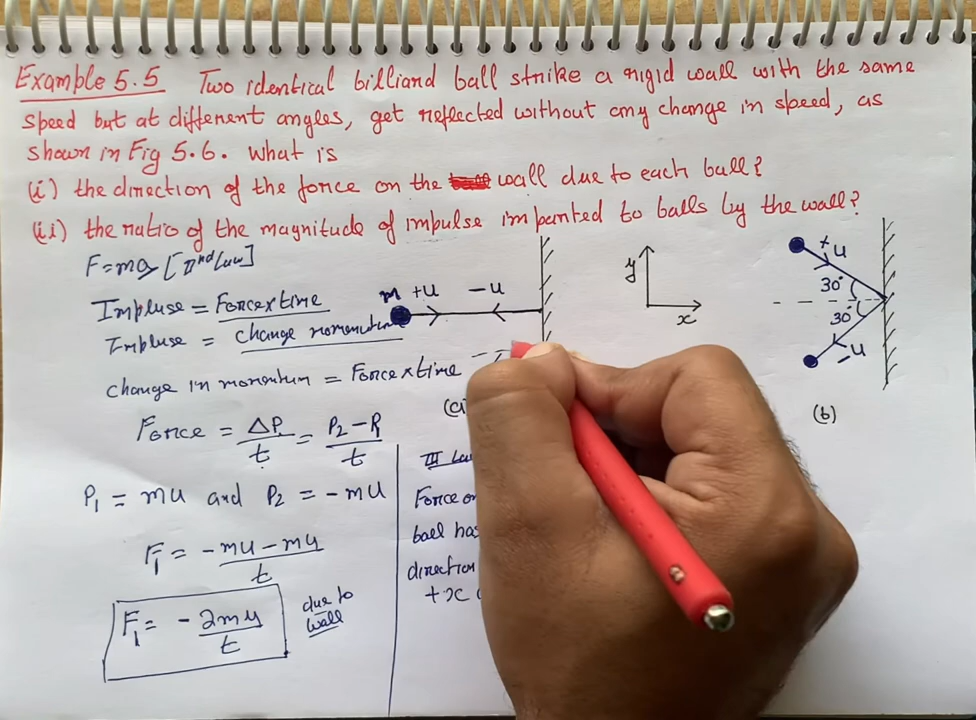 Example 5.5 Two identical billiard ball strike a rigid wall with the same
speed but at different angles, get reflected without any change in speed, as
shown in Fig 5.6. What is
(i) the direction of the force on the wall due to each ball?
(ii) the ratio of the magnitude of impulse imparted to balls by the wall?
F=ma [IInd Law]
Impluse = Force×time
Impluse = change momentum
change in momentum = Force×time
Force = ΔP/t = P2-P1/t
P1 = mu and P2 = -mu
F1 = -mu-mu/t
F1 = -2mu/t
due to
wall
m +u -u
y
x
+u
30°
30°
-u
(b)
III Law
Force on
ball has
direction
+x